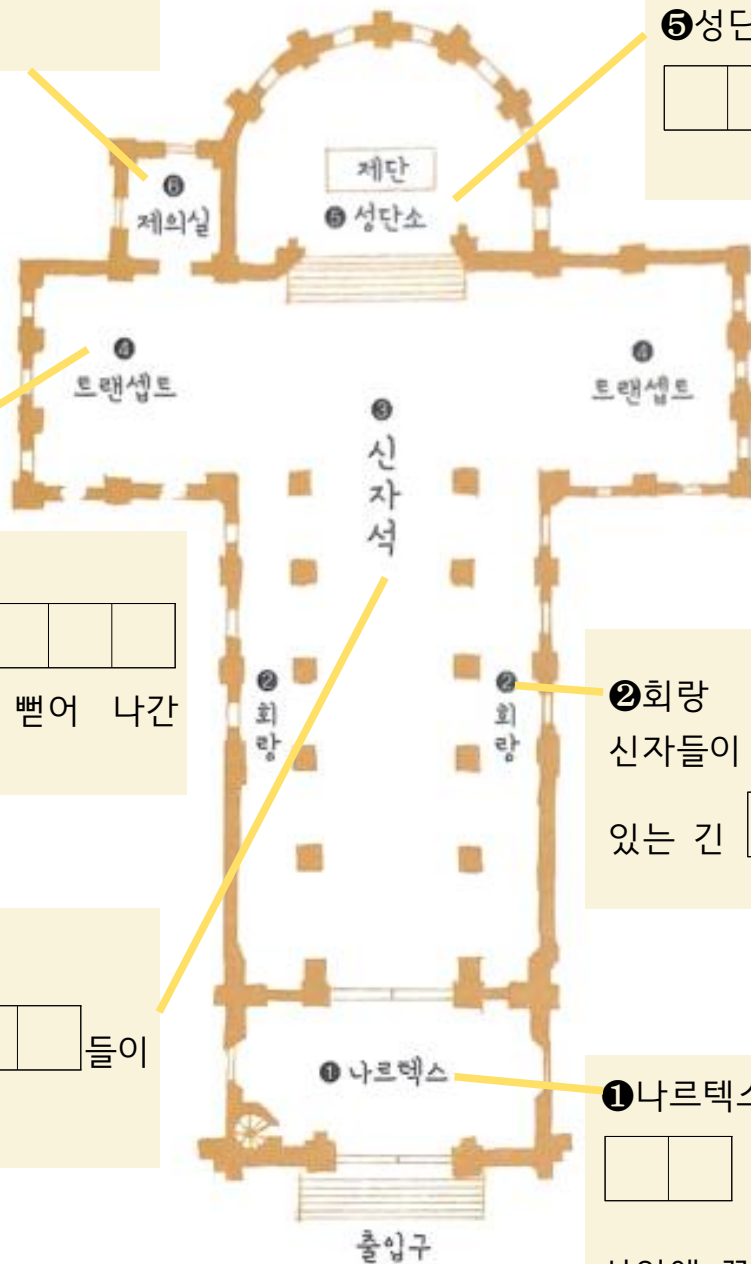 ❺성단
제단
❻
제의실
❺ 성단소
❹
트랜셉트
❹
트랜셉트
❸
신
자
석
뻗어 나간
❷
회
랑
❷
회
랑
❷회랑
신자들이
있는 긴
들이
❶ 나르텍스
❶나르텍스
출입구